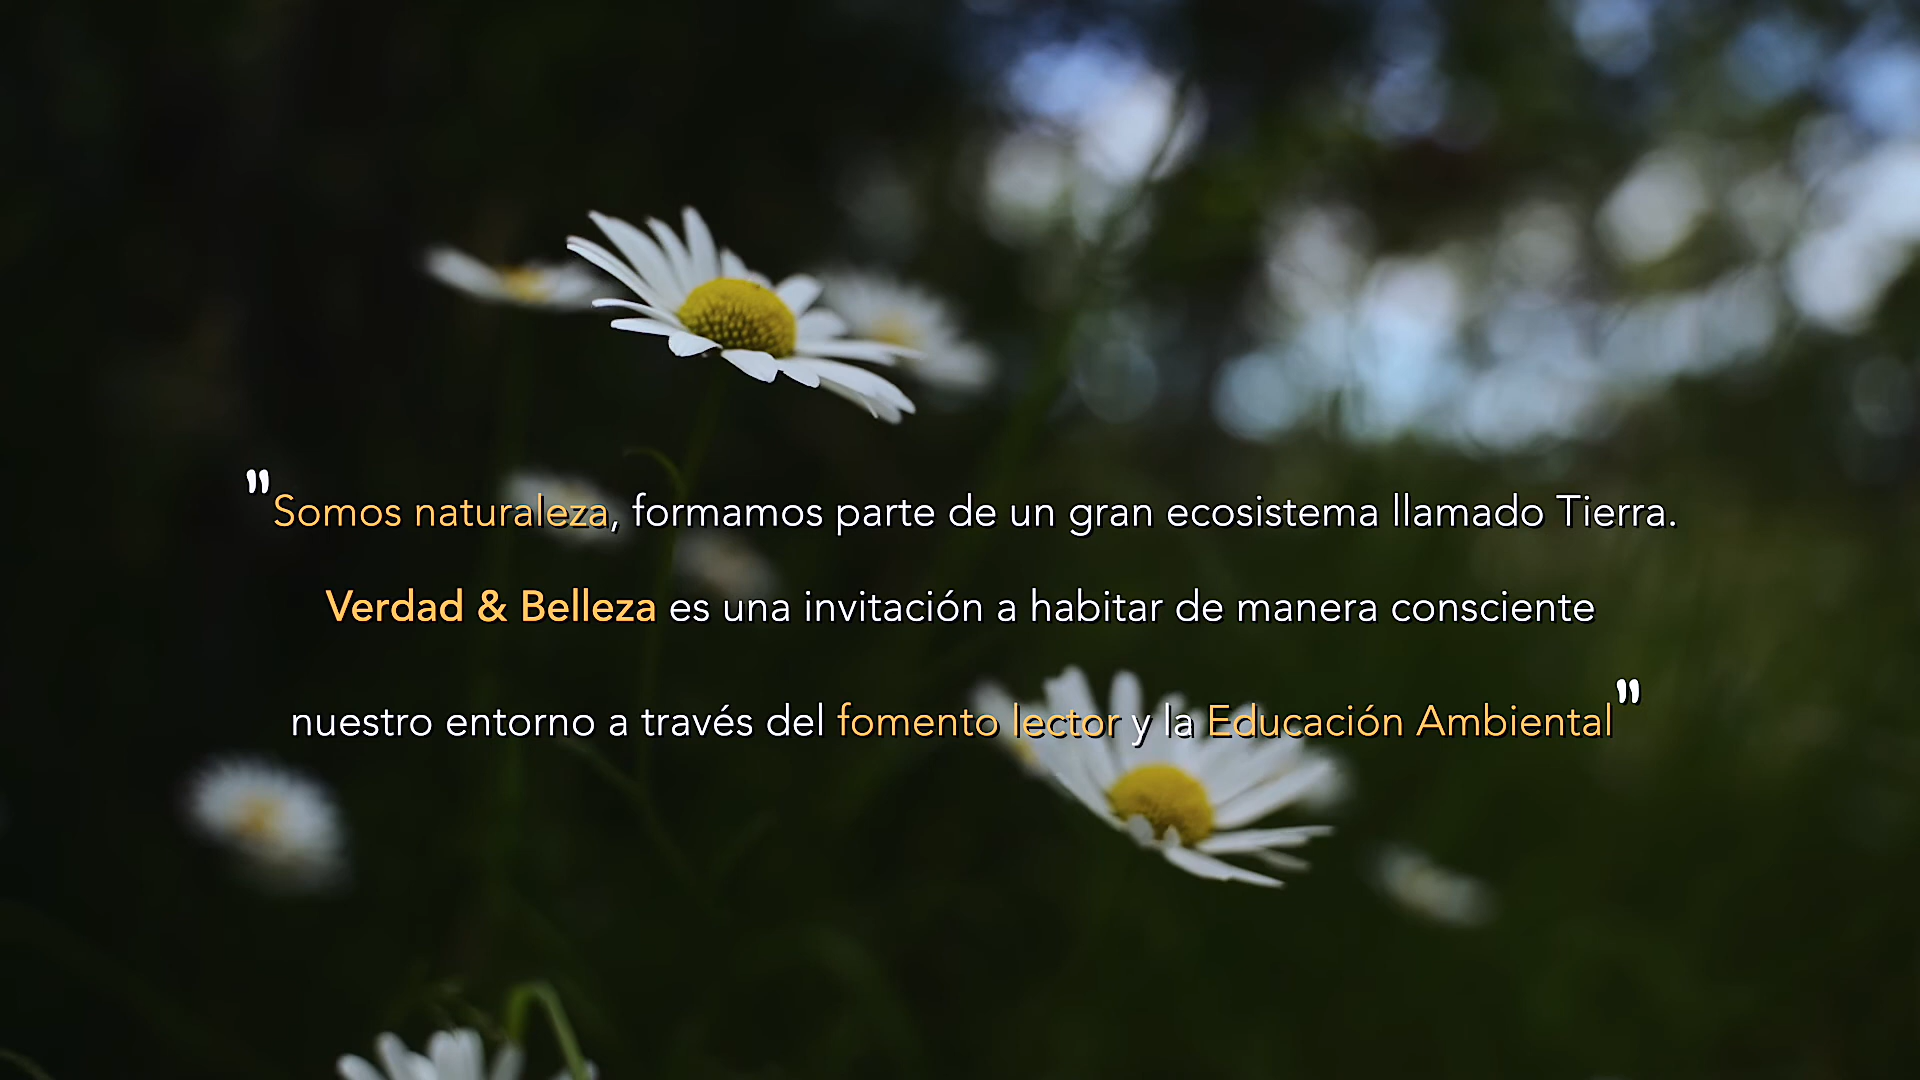 "Somos naturaleza, formamos parte de un gran ecosistema llamado Tierra.
Verdad & Belleza es una invitación a habitar de manera consciente
nuestro entorno a través del fomento lector y la Educación Ambiental"